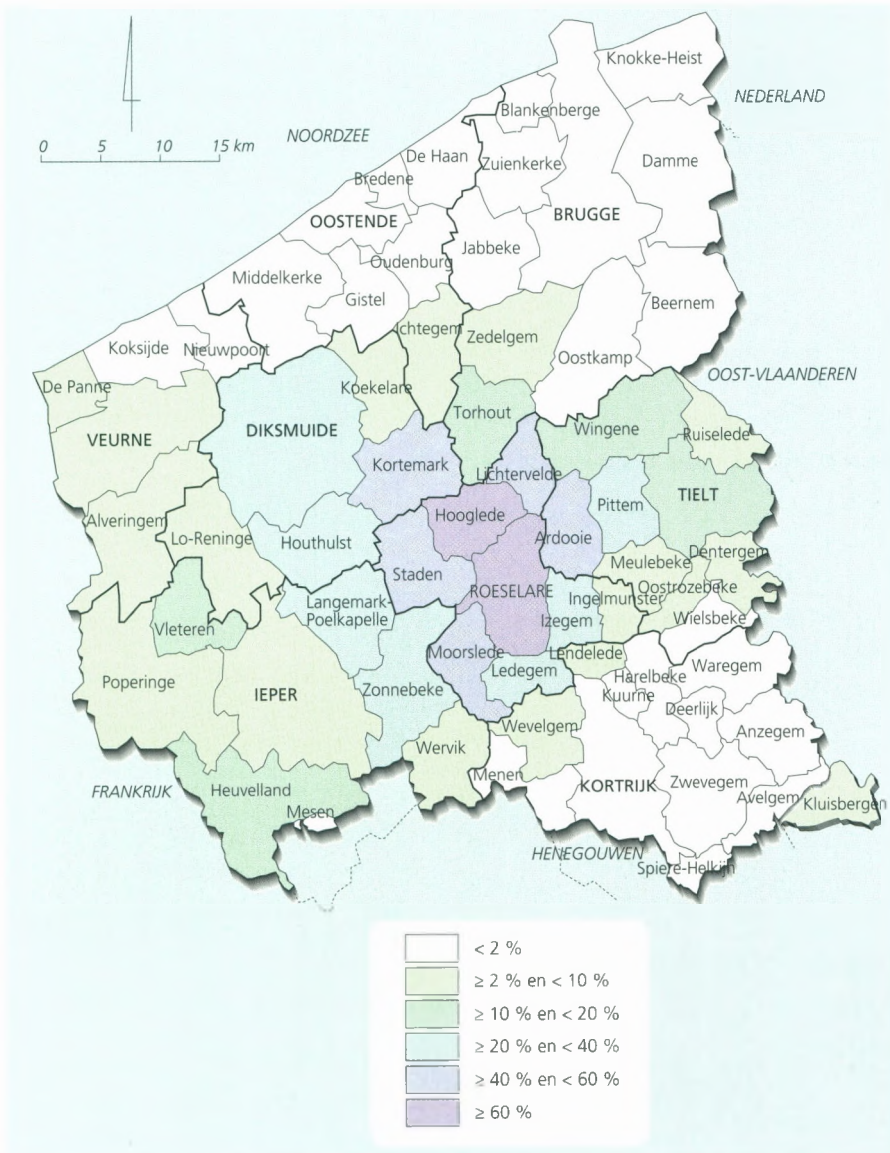 Knokke-Heist
NEDERLAND
Blankenberge
NOORDZEE
0 5 10 15 km
De Haan
Zuienkerke
Damme
Bredene
OOSTENDE
BRUGGE
Jabbeke
Oudenburg
Middelkerke
Gistel
Beernem
Ichtegem
Zedelgem
Koksijde
Nieuwpoort
Oostkamp
OOST-VLAANDEREN
De Panne
Koekelare
Torhout
VEURNE
DIKSMUIDE
Wingene
Ruiselede
Kortemark
Lichtervelde
TIELT
Pittem
Hooglede
Alveringem
Lo-Reninge
Houthulst
Ardooie
Dentergem
Meulebeke
Staden
ROESELARE
Oostrozebeke
Ingelmunster
Langemark-
Poelkapelle
Izegem
Wielsbeke
Vleteren
Moorslede
Lendelede
Waregem
Ledegem
Harelbeke
Poperinge
IEPER
Zonnebeke
Kuurne
Deerlijk
Wevelgem
Anzegem
Wervik
Menen
KORTRIJK
Zwevegem
FRANKRIJK
Heuvelland
Avelgem
Kluisbergen
Mesen
HENEGOUWEN
Spiere-Helkijn
< 2 %
≥ 2 % en < 10 %
≥ 10 % en < 20 %
≥ 20 % en < 40 %
≥ 40 % en < 60 %
≥ 60 %